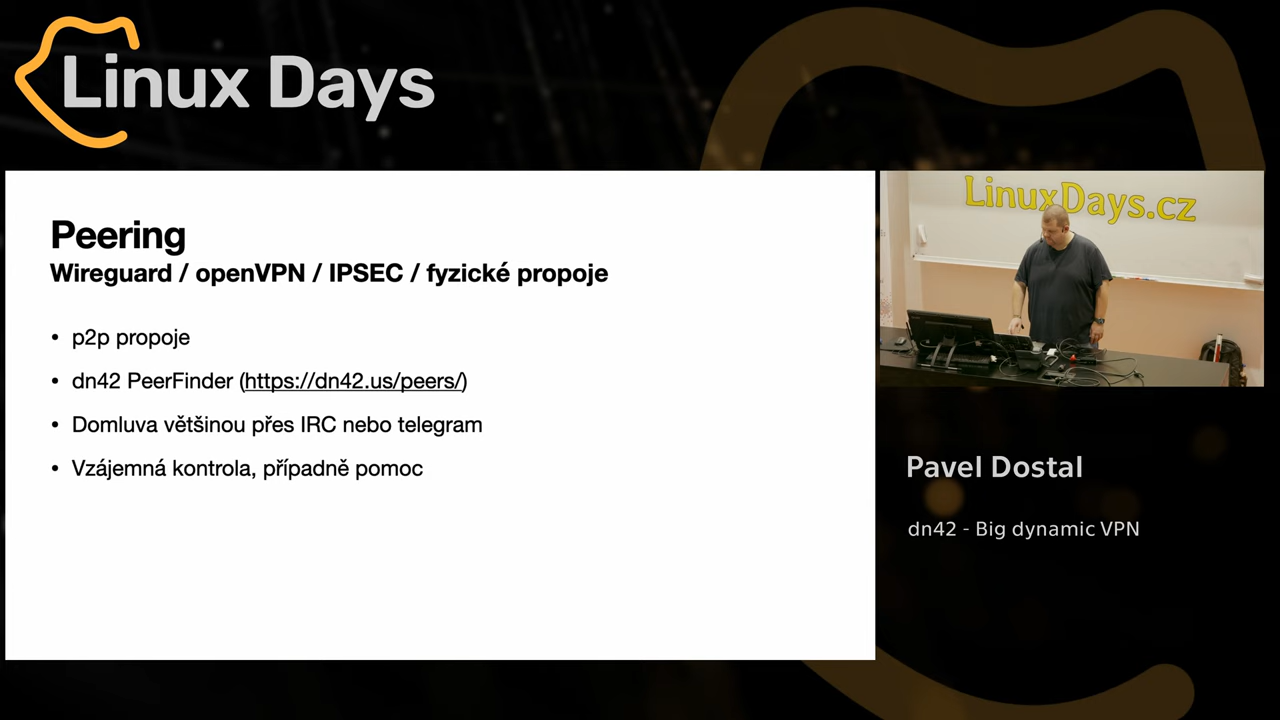 Linux Days
Peering
Wireguard / openVPN / IPSEC / fyzické propoje
• p2p propoje
• dn42 PeerFinder (https://dn42.us/peers/)
• Domluva většinou přes IRC nebo telegram
• Vzájemná kontrola, případně pomoc
LinuxDays.cz
Pavel Dostal
dn42 - Big dynamic VPN